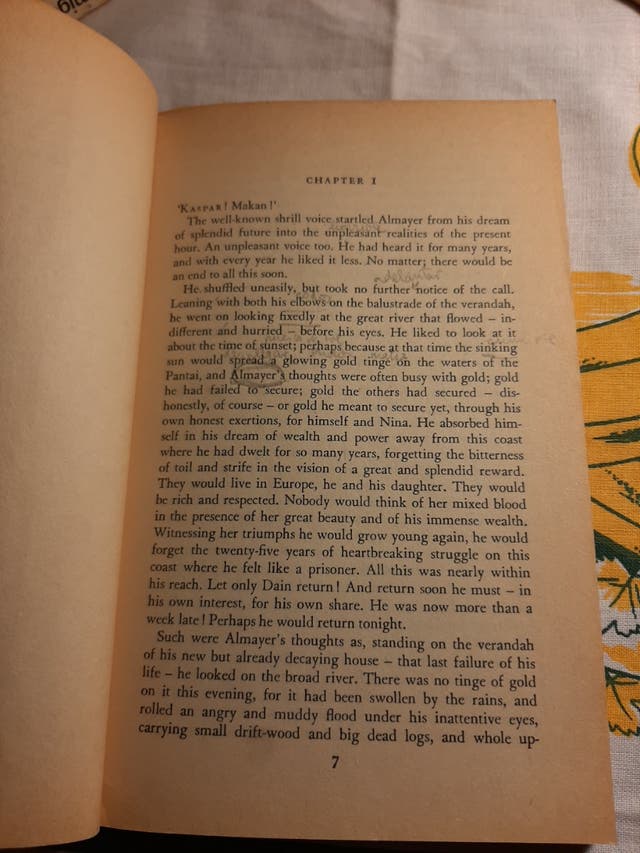 CHAPTER I
'KASPAR! Makan!'
The well-known shrill voice startled Almayer from his dream
of splendid future into the unpleasant realities of the present
hour. An unpleasant voice too. He had heard it for many years,
and with every year he liked it less. No matter; there would be
an end to all this soon.
He shuffled uneasily, but took no further notice of the call.
Leaning with both his elbows on the balustrade of the verandah,
he went on looking fixedly at the great river that flowed – in-
different and hurried – before his eyes. He liked to look at it
about the time of sunset; perhaps because at that time the sinking
sun would spread a glowing gold tinge on the waters of the
Pantai, and Almayer's thoughts were often busy with gold; gold
he had failed to secure; gold the others had secured – dis-
honestly, of course – or gold he meant to secure yet, through his
own honest exertions, for himself and Nina. He absorbed him-
self in his dream of wealth and power away from this coast
where he had dwelt for so many years, forgetting the bitterness
of toil and strife in the vision of a great and splendid reward.
They would live in Europe, he and his daughter. They would
be rich and respected. Nobody would think of her mixed blood
in the presence of her great beauty and of his immense wealth.
Witnessing her triumphs he would grow young again, he would
forget the twenty-five years of heartbreaking struggle on this
coast where he felt like a prisoner. All this was nearly within
his reach. Let only Dain return! And return soon he must – in
his own interest, for his own share. He was now more than a
week late! Perhaps he would return tonight.
Such were Almayer's thoughts as, standing on the verandah
of his new but already decaying house – that last failure of his
life – he looked on the broad river. There was no tinge of gold
on it this evening, for it had been swollen by the rains, and
rolled an angry and muddy flood under his inattentive eyes,
carrying small drift-wood and big dead logs, and whole up-
7